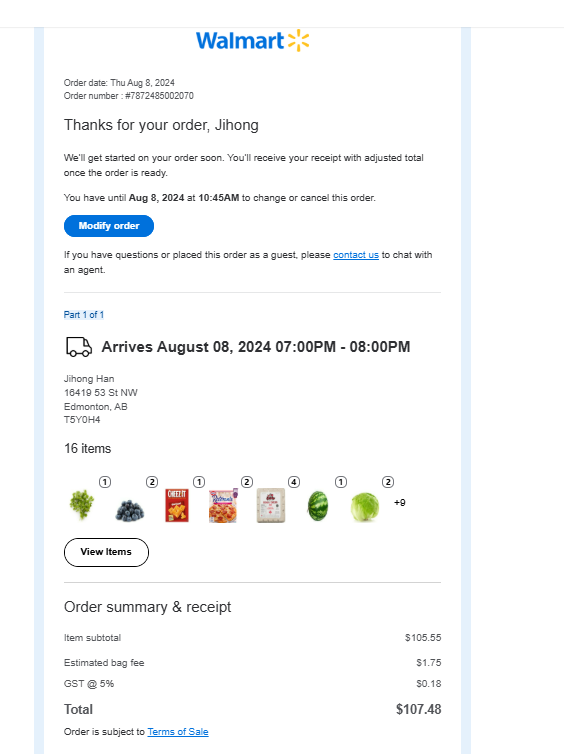 Walmart
Order date: Thu Aug 8, 2024
Order number : #7872485002070
Thanks for your order, Jihong
We'll get started on your order soon. You'll receive your receipt with adjusted total
once the order is ready.
You have until Aug 8, 2024 at 10:45AM to change or cancel this order.
Modify order
If you have questions or placed this order as a guest, please contact us to chat with
an agent.
Part 1 of 1
Arrives August 08, 2024 07:00PM - 08:00PM
Jihong Han
16419 53 St NW
Edmonton, AB
T5Y0H4
16 items
1 2 1 2 4 1 2
CHEEZ IT
+9
View Items
Order summary & receipt
Item subtotal $105.55
Estimated bag fee $1.75
GST @ 5% $0.18
Total $107.48
Order is subject to Terms of Sale